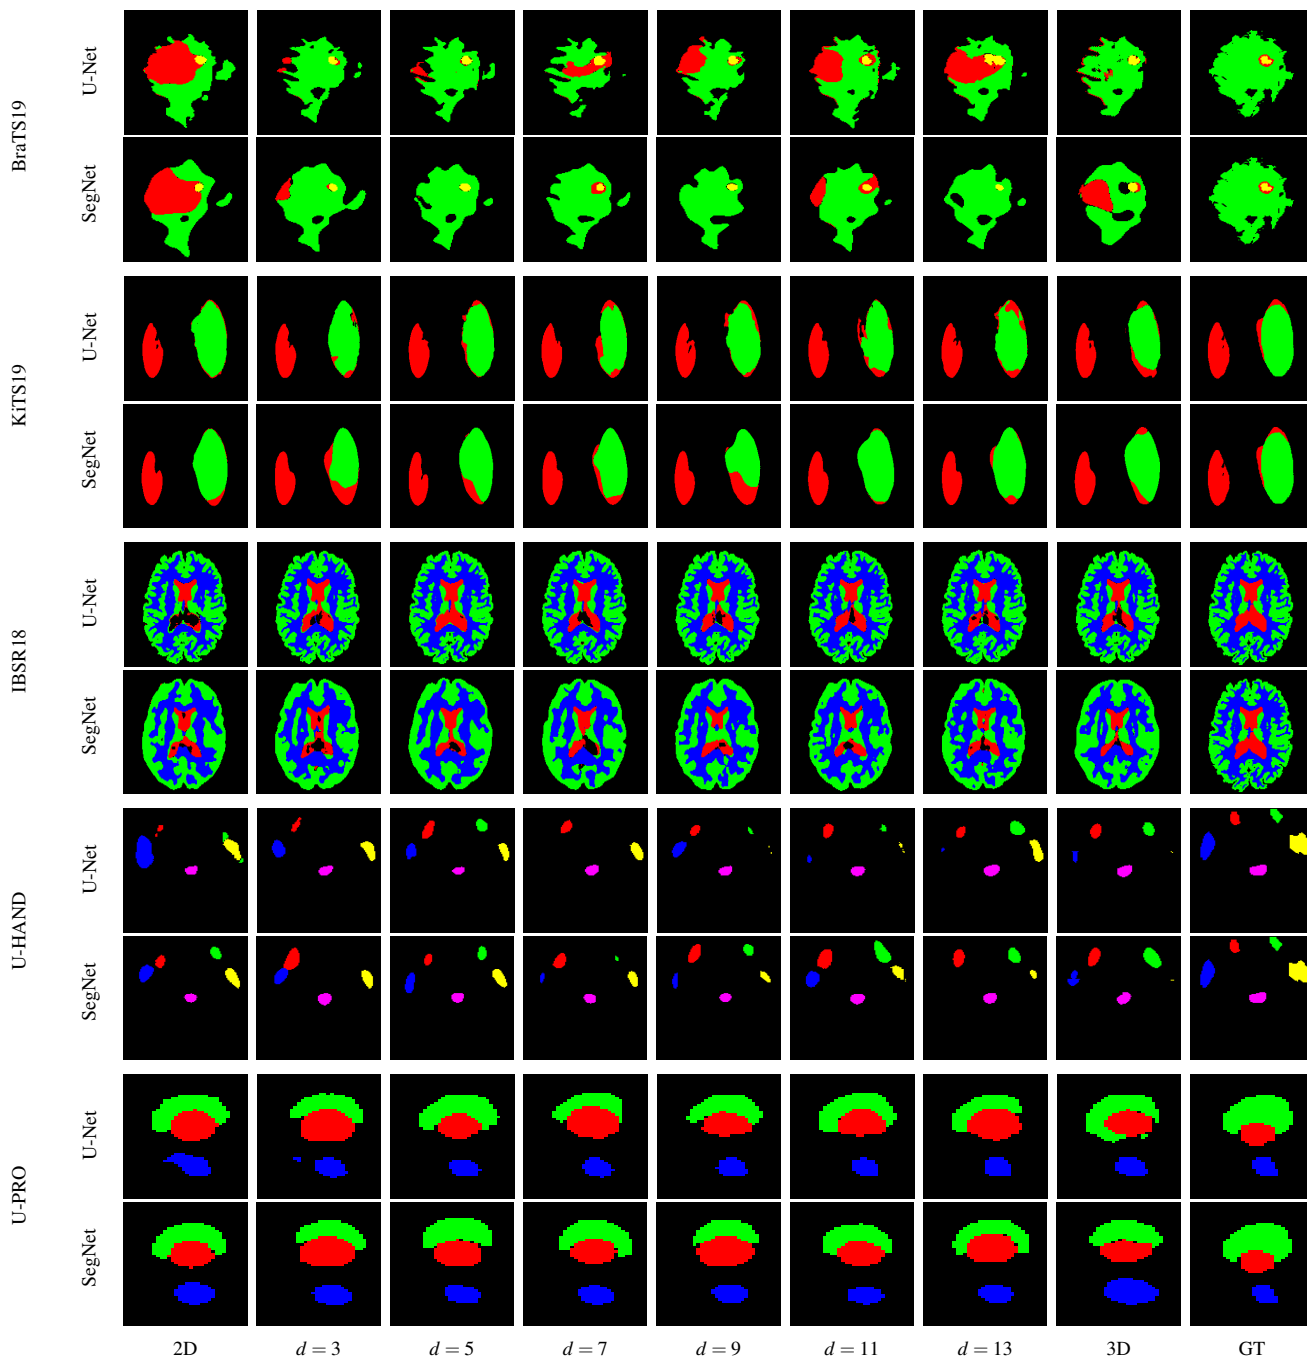 BraTS19
U-Net
SegNet
KiTS19
U-Net
SegNet
IBSR18
U-Net
SegNet
U-HAND
U-Net
SegNet
U-PRO
U-Net
SegNet
2D d = 3 d = 5 d = 7 d = 9 d = 11 d = 13 3D GT